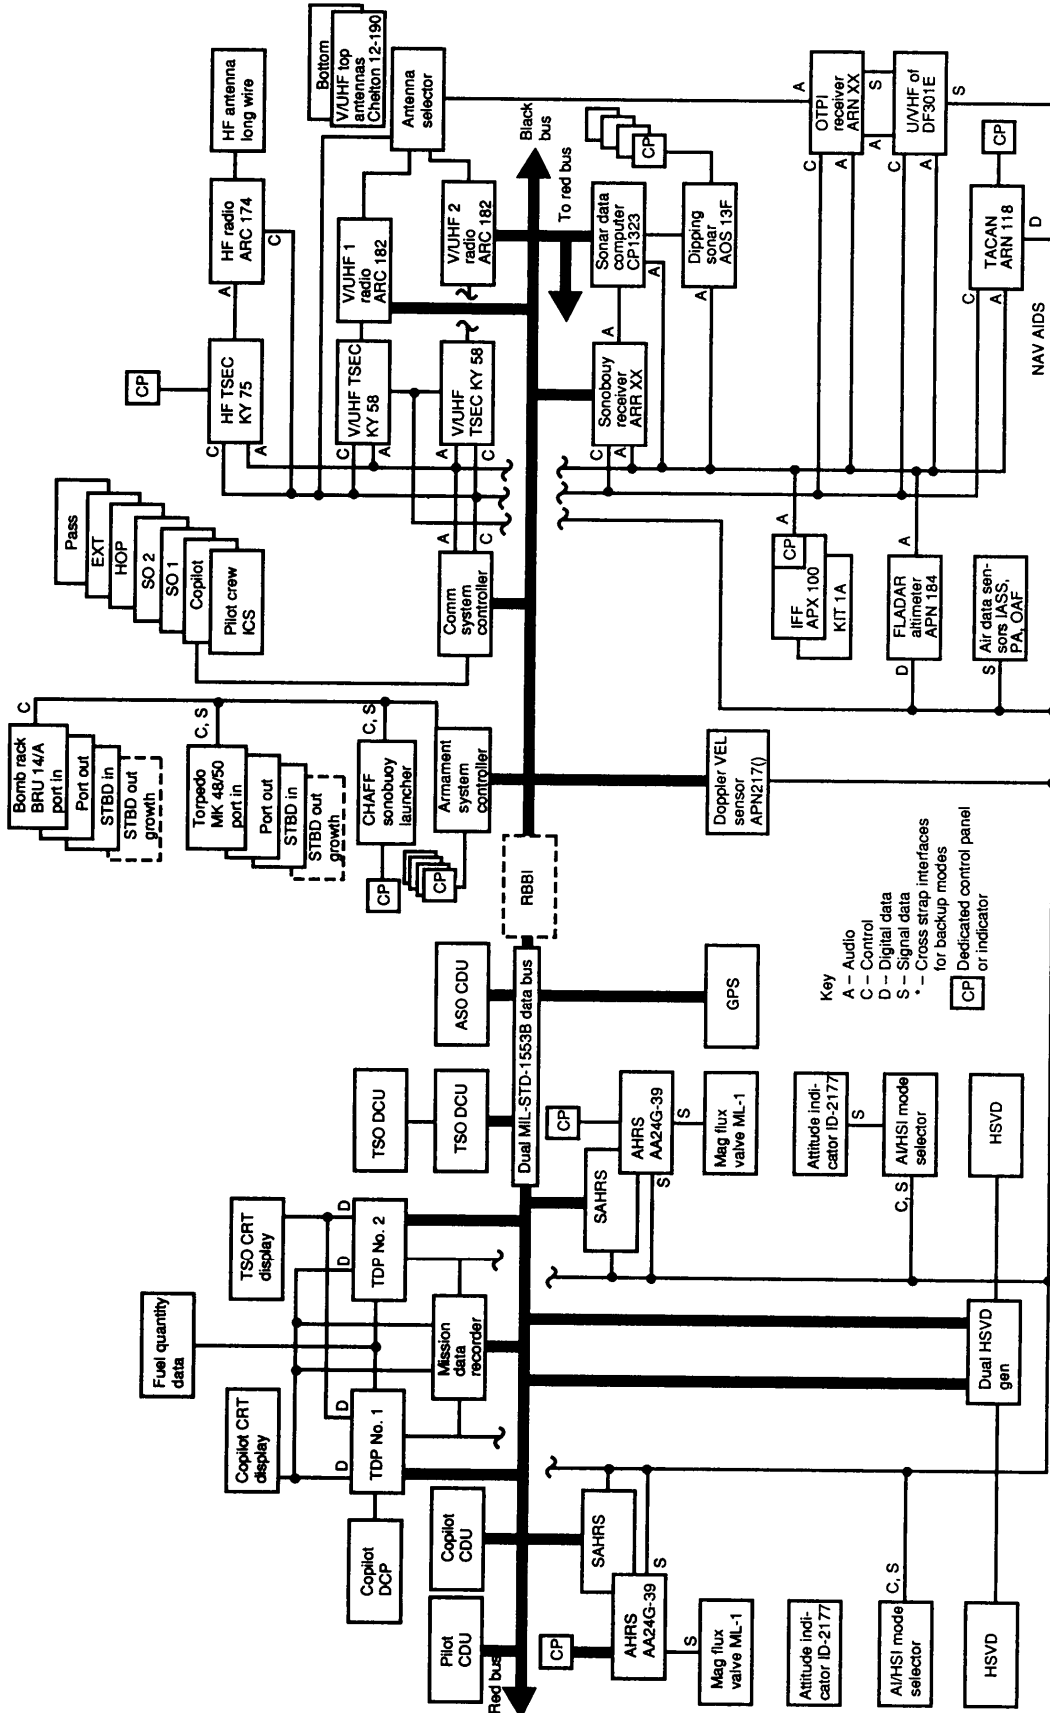 Red bus
Pilot
CDU
Copilot
CDU
Copilot
DCP
Copilot CRT
display
D
D
TDP No. 1
Fuel quantity
data
Mission
data
recorder
TSO CRT
display
D
D
TDP No. 2
TSO DCU
TSO DCU
ASO CDU
Dual MIL-STD-1553B data bus
RBBI
Bomb rack
BRU 14/A
port in
C
Port out
STBD in
STBD out
growth
Torpedo
MK 48/50
port in
C, S
Port out
STBD in
STBD out
growth
CHAFF
sonobuoy
launcher
C, S
CP
CP
Armament
system
controller
Pass
EXT
HOP
SO 2
SO 1
Copilot
Pilot crew
ICS
Comm
system
controller
A
C
CP
HF TSEC
KY 75
C
A
A
HF radio
ARC 174
C
HF antenna
long wire
V/UHF TSEC
KY 58
C
A
V/UHF 1
radio
ARC 182
V/UHF
TSEC KY 58
A
C
V/UHF 2
radio
ARC 182
Bottom
V/UHF top
antennas
Chelton 12-190
Antenna
selector
Black
bus
To red bus
CP
AHRS
AA24G-39
SAHRS
S
S
Mag flux
valve ML-1
Attitude indi-
cator ID-2177
AI/HSI mode
selector
C, S
HSVD
Dual HSVD
gen
CP
SAHRS
AHRS
AA24G-39
S
S
Mag flux
valve ML-1
Attitude indi-
cator ID-2177
S
AI/HSI mode
selector
C, S
HSVD
GPS
Key
A – Audio
C – Control
D – Digital data
S – Signal data
* – Cross strap interfaces
for backup modes
CP Dedicated control panel
or indicator
Doppler VEL
sensor
APN217()
Sonobouy
receiver
ARR XX
C
A
A
Sonar data
computer
CP1323
A
Dipping
sonar
AOS 13F
A
CP
IFF
APX 100
CP
A
KIT 1A
FLADAR
altimeter
APN 184
D
A
Air data sen-
sors IASS,
PA, OAF
S
OTPI
receiver
ARN XX
C
A
A
A
S
U/VHF of
DF301E
C
A
S
TACAN
ARN 118
C
A
D
CP
NAV AIDS